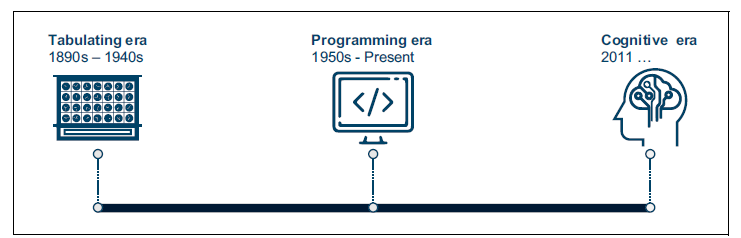 Tabulating era
1890s – 1940s
Programming era
1950s - Present
Cognitive era
2011 ...
</>